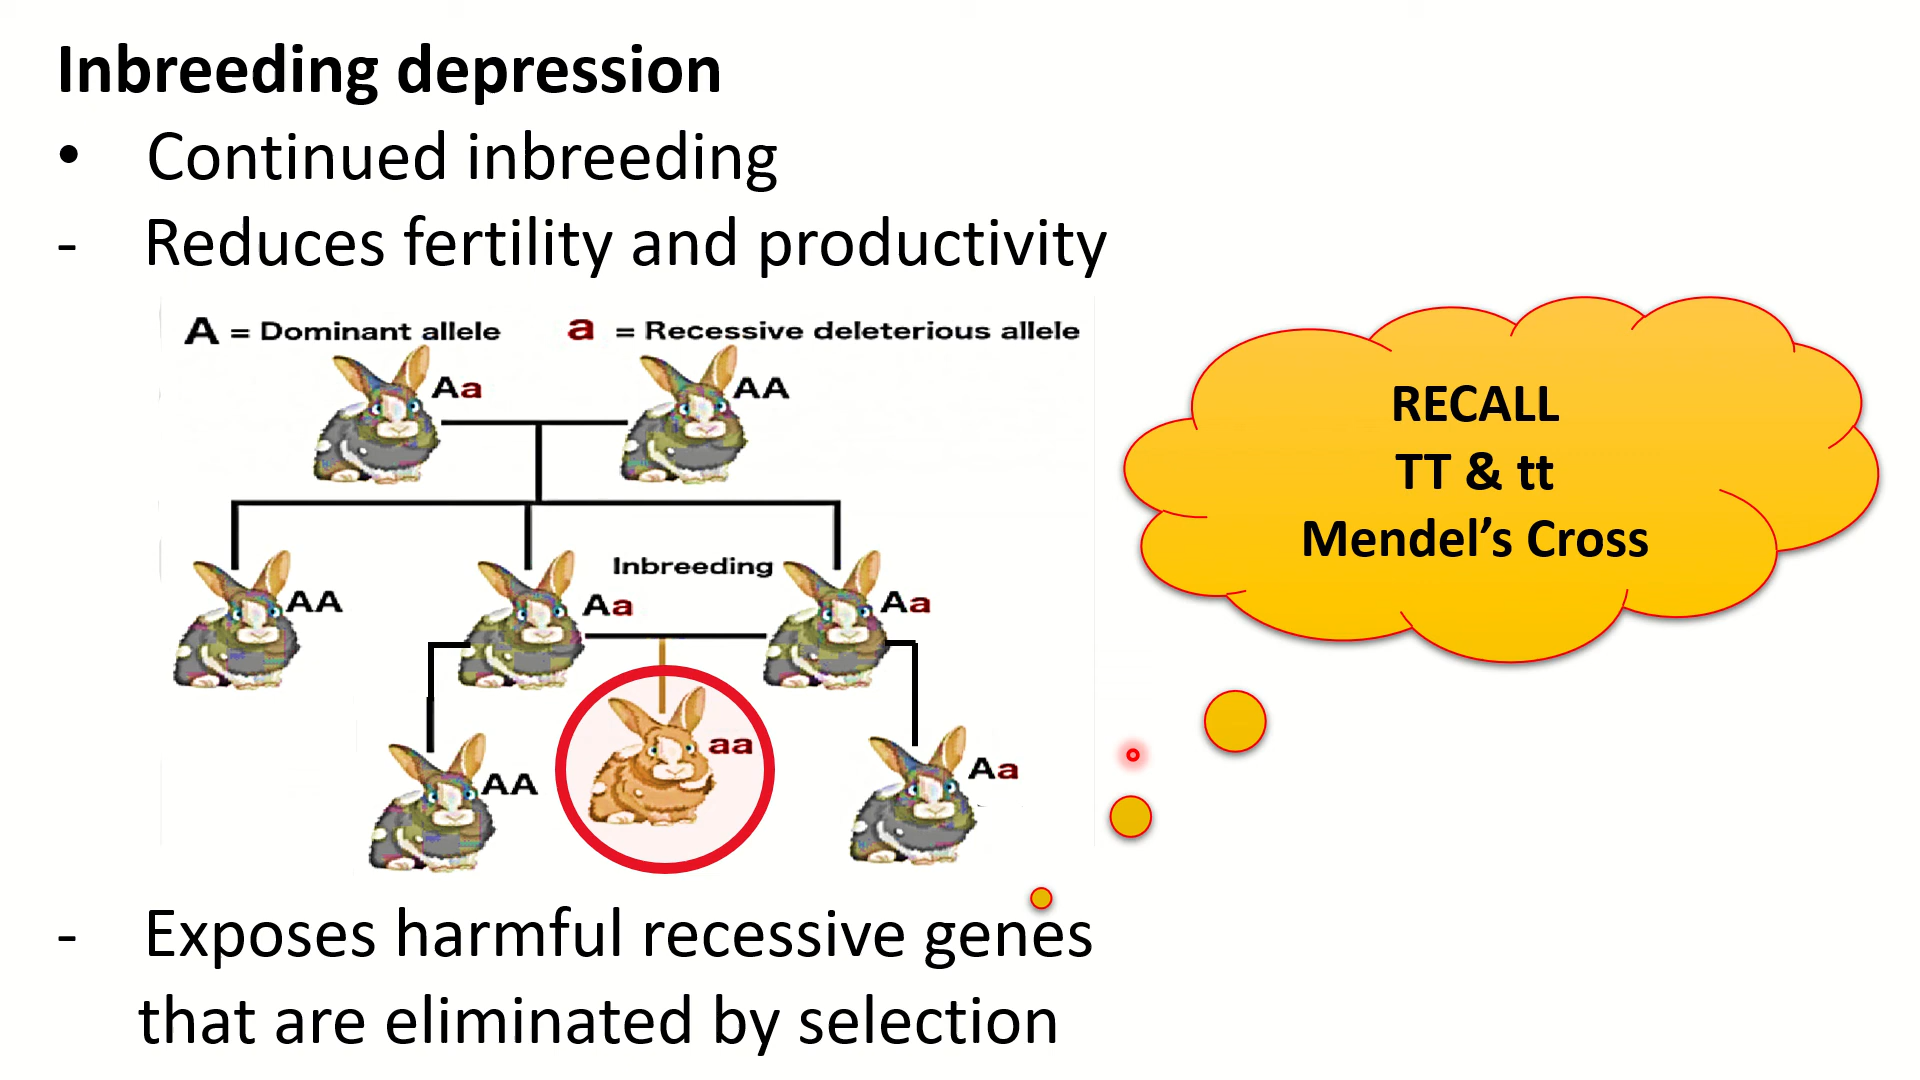 Inbreeding depression
• Continued inbreeding
- Reduces fertility and productivity
A = Dominant allele a = Recessive deleterious allele
Aa AA
RECALL
TT & tt
Mendel's Cross
Inbreeding
AA Aa Aa
aa
AA Aa
- Exposes harmful recessive genes
that are eliminated by selection